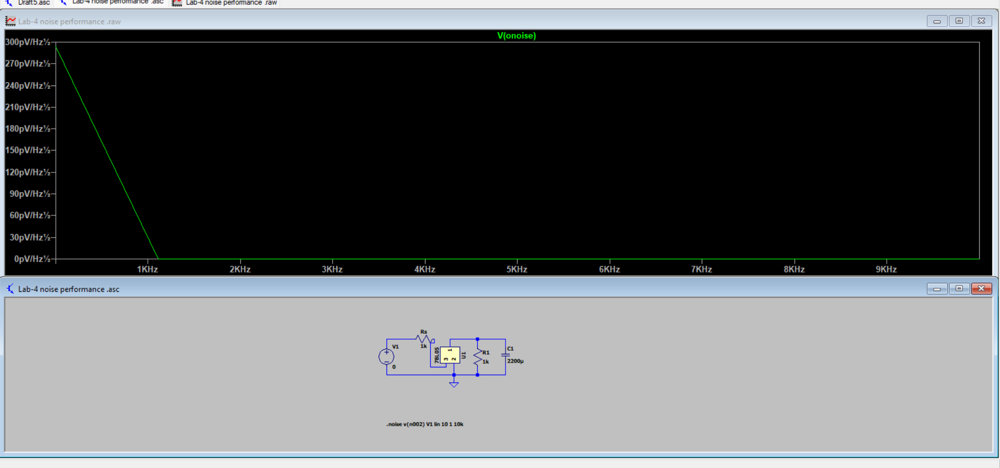 Draft5.asc Lab-4 noise performance .asc Lab-4 noise performance .raw
Lab-4 noise performance .raw
V(onoise)
300pV/Hz½
270pV/Hz½
240pV/Hz½
210pV/Hz½
180pV/Hz½
150pV/Hz½
120pV/Hz½
90pV/Hz½
60pV/Hz½
30pV/Hz½
0pV/Hz½
1KHz 2KHz 3KHz 4KHz 5KHz 6KHz 7KHz 8KHz 9KHz
Lab-4 noise performance .asc
Rs
1k
V1
0
78L05
1
3
2
U1
R1
1k
C1
2200µ
.noise v(n002) V1 lin 10 1 10k